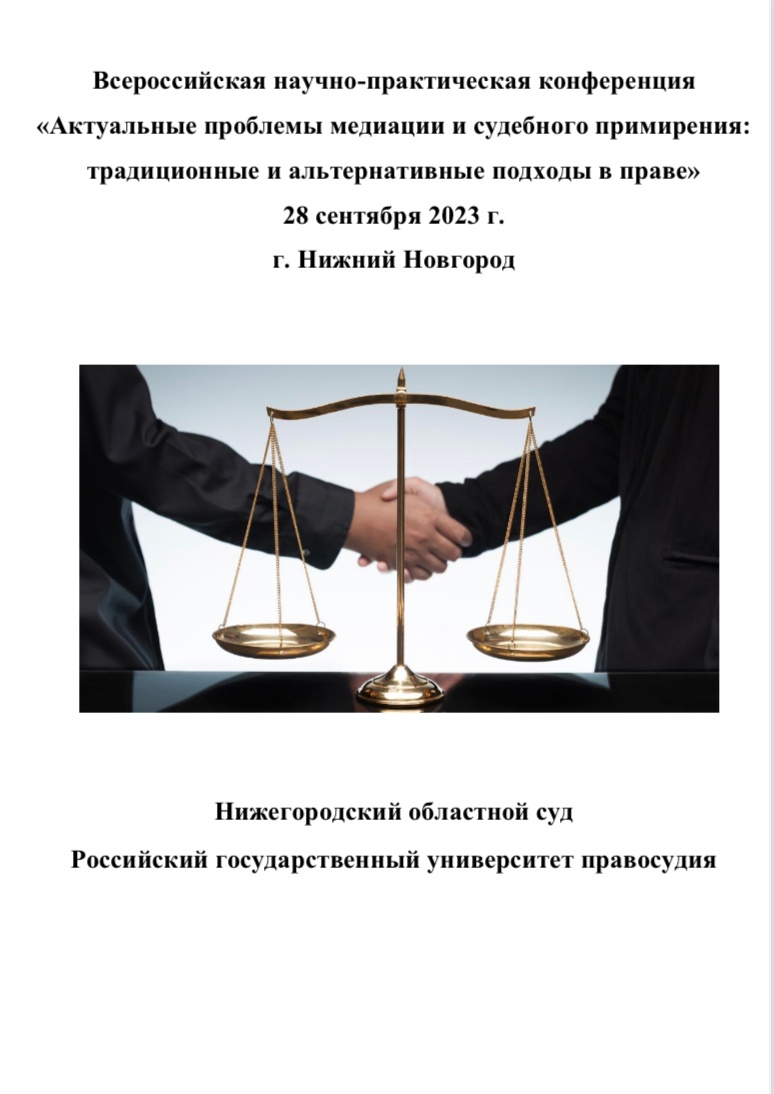 Всероссийская научно-практическая конференция
«Актуальные проблемы медиации и судебного примирения:
традиционные и альтернативные подходы в праве»
28 сентября 2023 г.
г. Нижний Новгород
Нижегородский областной суд
Российский государственный университет правосудия